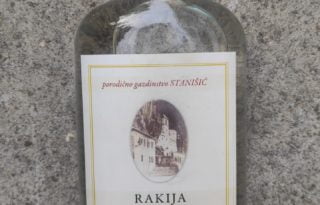 porodično gazdinstvo STANIŠIĆ
RAKIJA